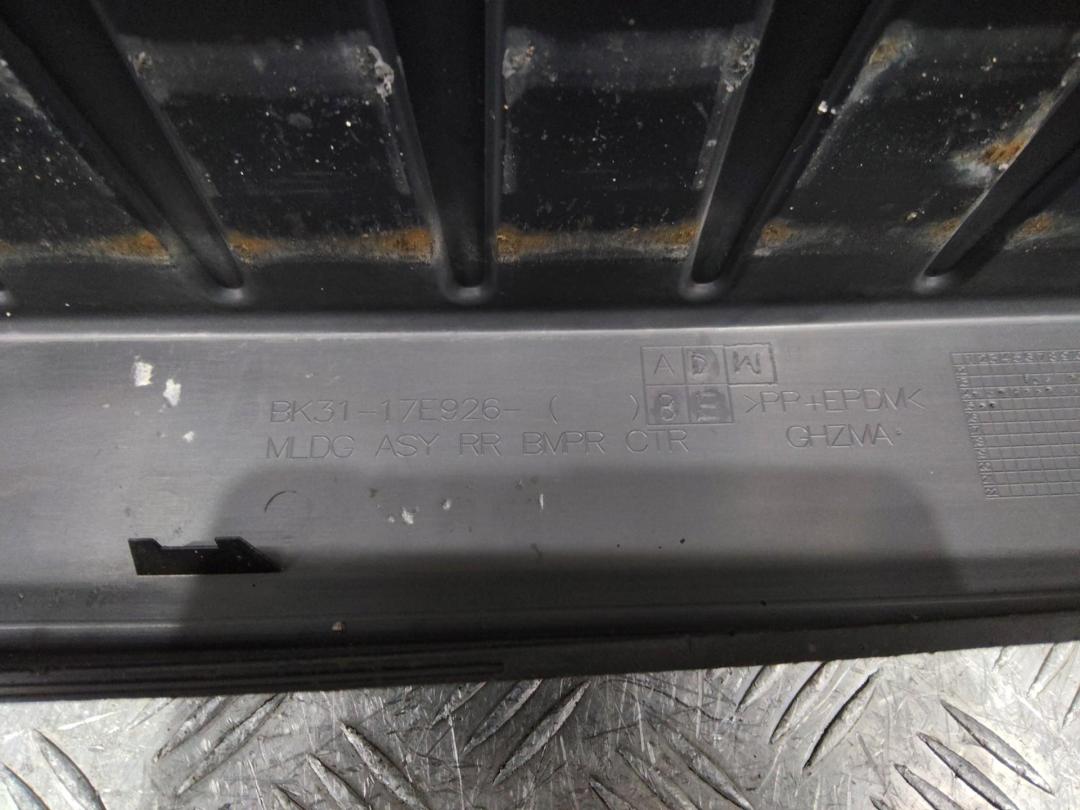 A D W
BK31-17E926- ( ) B E >PP+EPDM<
MLDG ASY RR BMPR CTR GHZMA